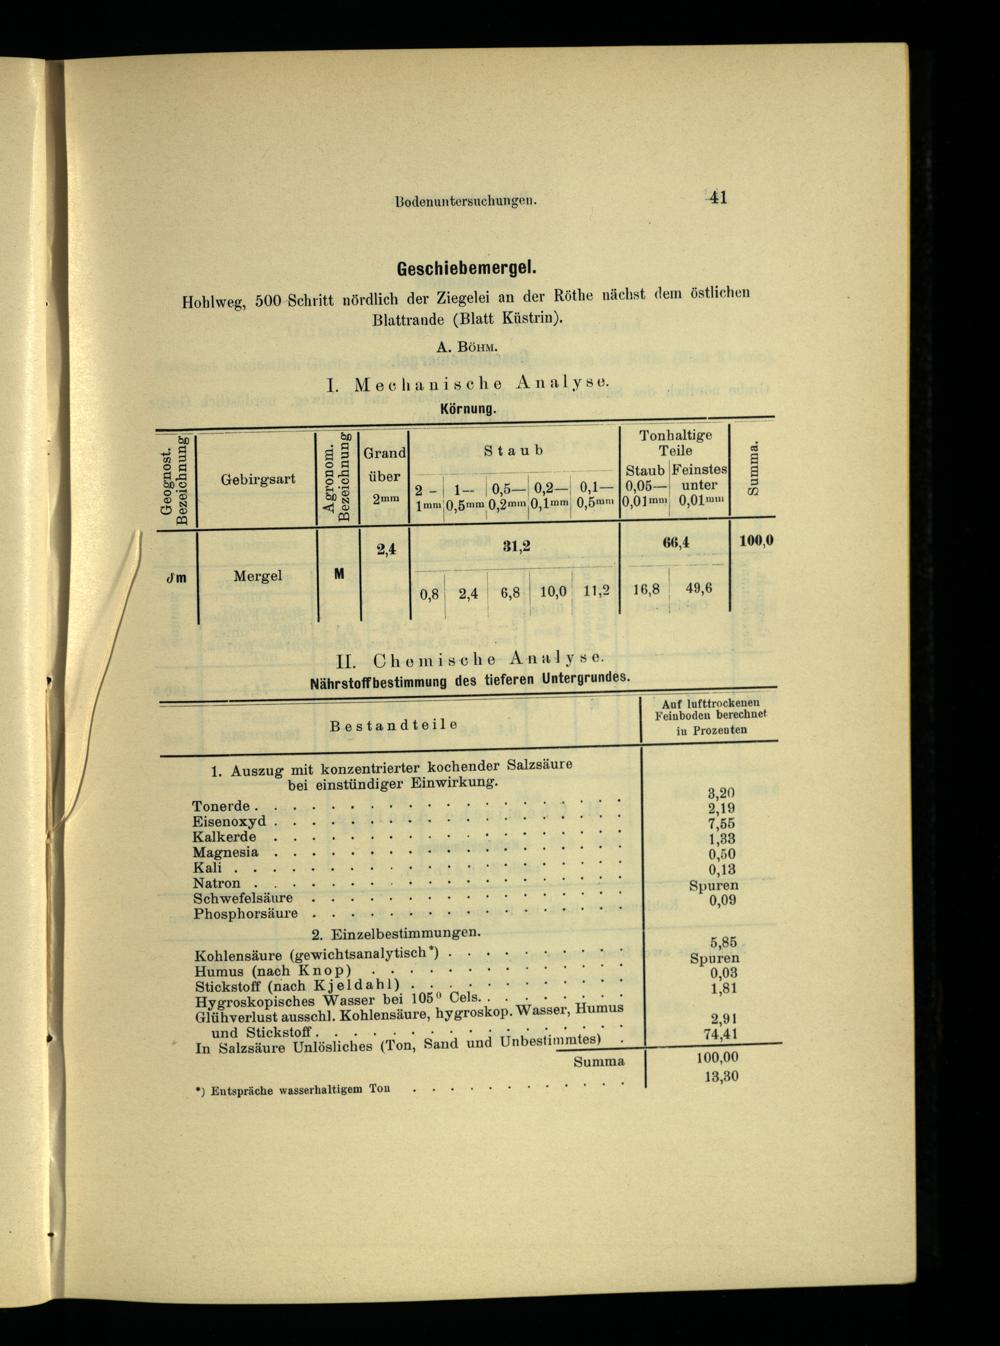 Bodenuntersuchungen. 41
Geschiebemergel.
Hohlweg, 500 Schritt nördlich der Ziegelei an der Röthe nächst dem östlichen
Blattrande (Blatt Küstrin).
A. BÖHM.
I. Mechanische Analyse.
Körnung.
Geognost. Bezeichnung
Gebirgsart
Agronom. Bezeichnung
Grand über 2mm
Staub
2 – 1mm 1— 0,5mm 0,5— 0,2mm 0,2— 0,1mm 0,1— 0,5mm
Tonhaltige Teile
Staub 0,05— 0,01mm Feinstes unter 0,01mm
Summa.
2,4 31,2 66,4 100,0
δm Mergel M
0,8 2,4 6,8 10,0 11,2 16,8 49,6
II. Chemische Analyse.
Nährstoffbestimmung des tieferen Untergrundes.
Bestandteile
Auf lufttrockenen
Feinboden berechnet
in Prozenten
1. Auszug mit konzentrierter kochender Salzsäure
bei einstündiger Einwirkung.
Tonerde . . . . 3,20
Eisenoxyd . . . . 2,19
Kalkerde . . . . 7,55
Magnesia . . . . 1,33
Kali . . . . 0,50
Natron . . . . 0,13
Schwefelsäure . . . . Spuren
Phosphorsäure . . . . 0,09
2. Einzelbestimmungen.
Kohlensäure (gewichtsanalytisch*) . . . . 5,85
Humus (nach Knop) . . . . Spuren
Stickstoff (nach Kjeldahl) . . . . 0,03
Hygroskopisches Wasser bei 105⁰ Cels. . . . . 1,81
Glühverlust ausschl. Kohlensäure, hygroskop. Wasser, Humus
und Stickstoff . . . . 2,91
In Salzsäure Unlösliches (Ton, Sand und Unbestimmtes) . 74,41
Summa 100,00
*) Entspräche wasserhaltigem Ton . . . . 13,30